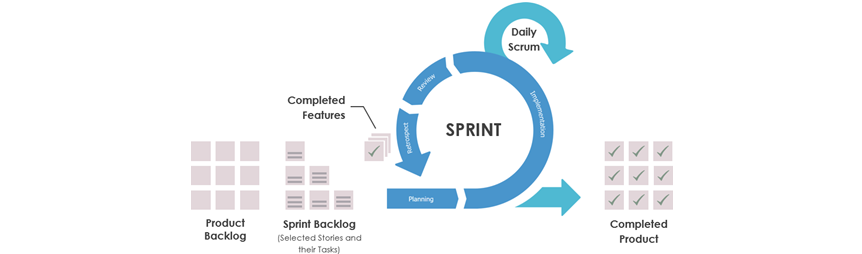 Daily
Scrum
Review
Completed
Features
Implementation
Retrospect
SPRINT
Planning
Product
Backlog
Sprint Backlog
(Selected Stories and
their Tasks)
Completed
Product